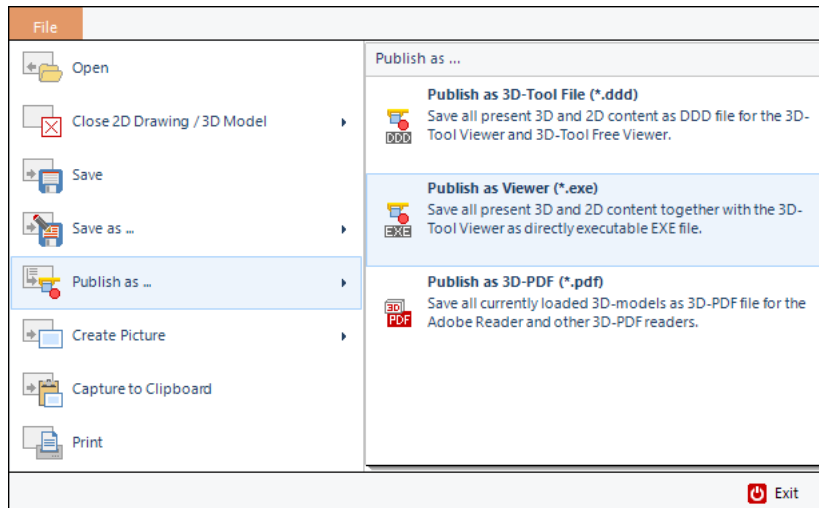 File
Open
Close 2D Drawing / 3D Model
Save
Save as ...
Publish as ...
Create Picture
Capture to Clipboard
Print
Publish as ...
Publish as 3D-Tool File (*.ddd)
Save all present 3D and 2D content as DDD file for the 3D-
Tool Viewer and 3D-Tool Free Viewer.
DDD
Publish as Viewer (*.exe)
Save all present 3D and 2D content together with the 3D-
Tool Viewer as directly executable EXE file.
EXE
Publish as 3D-PDF (*.pdf)
Save all currently loaded 3D-models as 3D-PDF file for the
Adobe Reader and other 3D-PDF readers.
3D
PDF
Exit